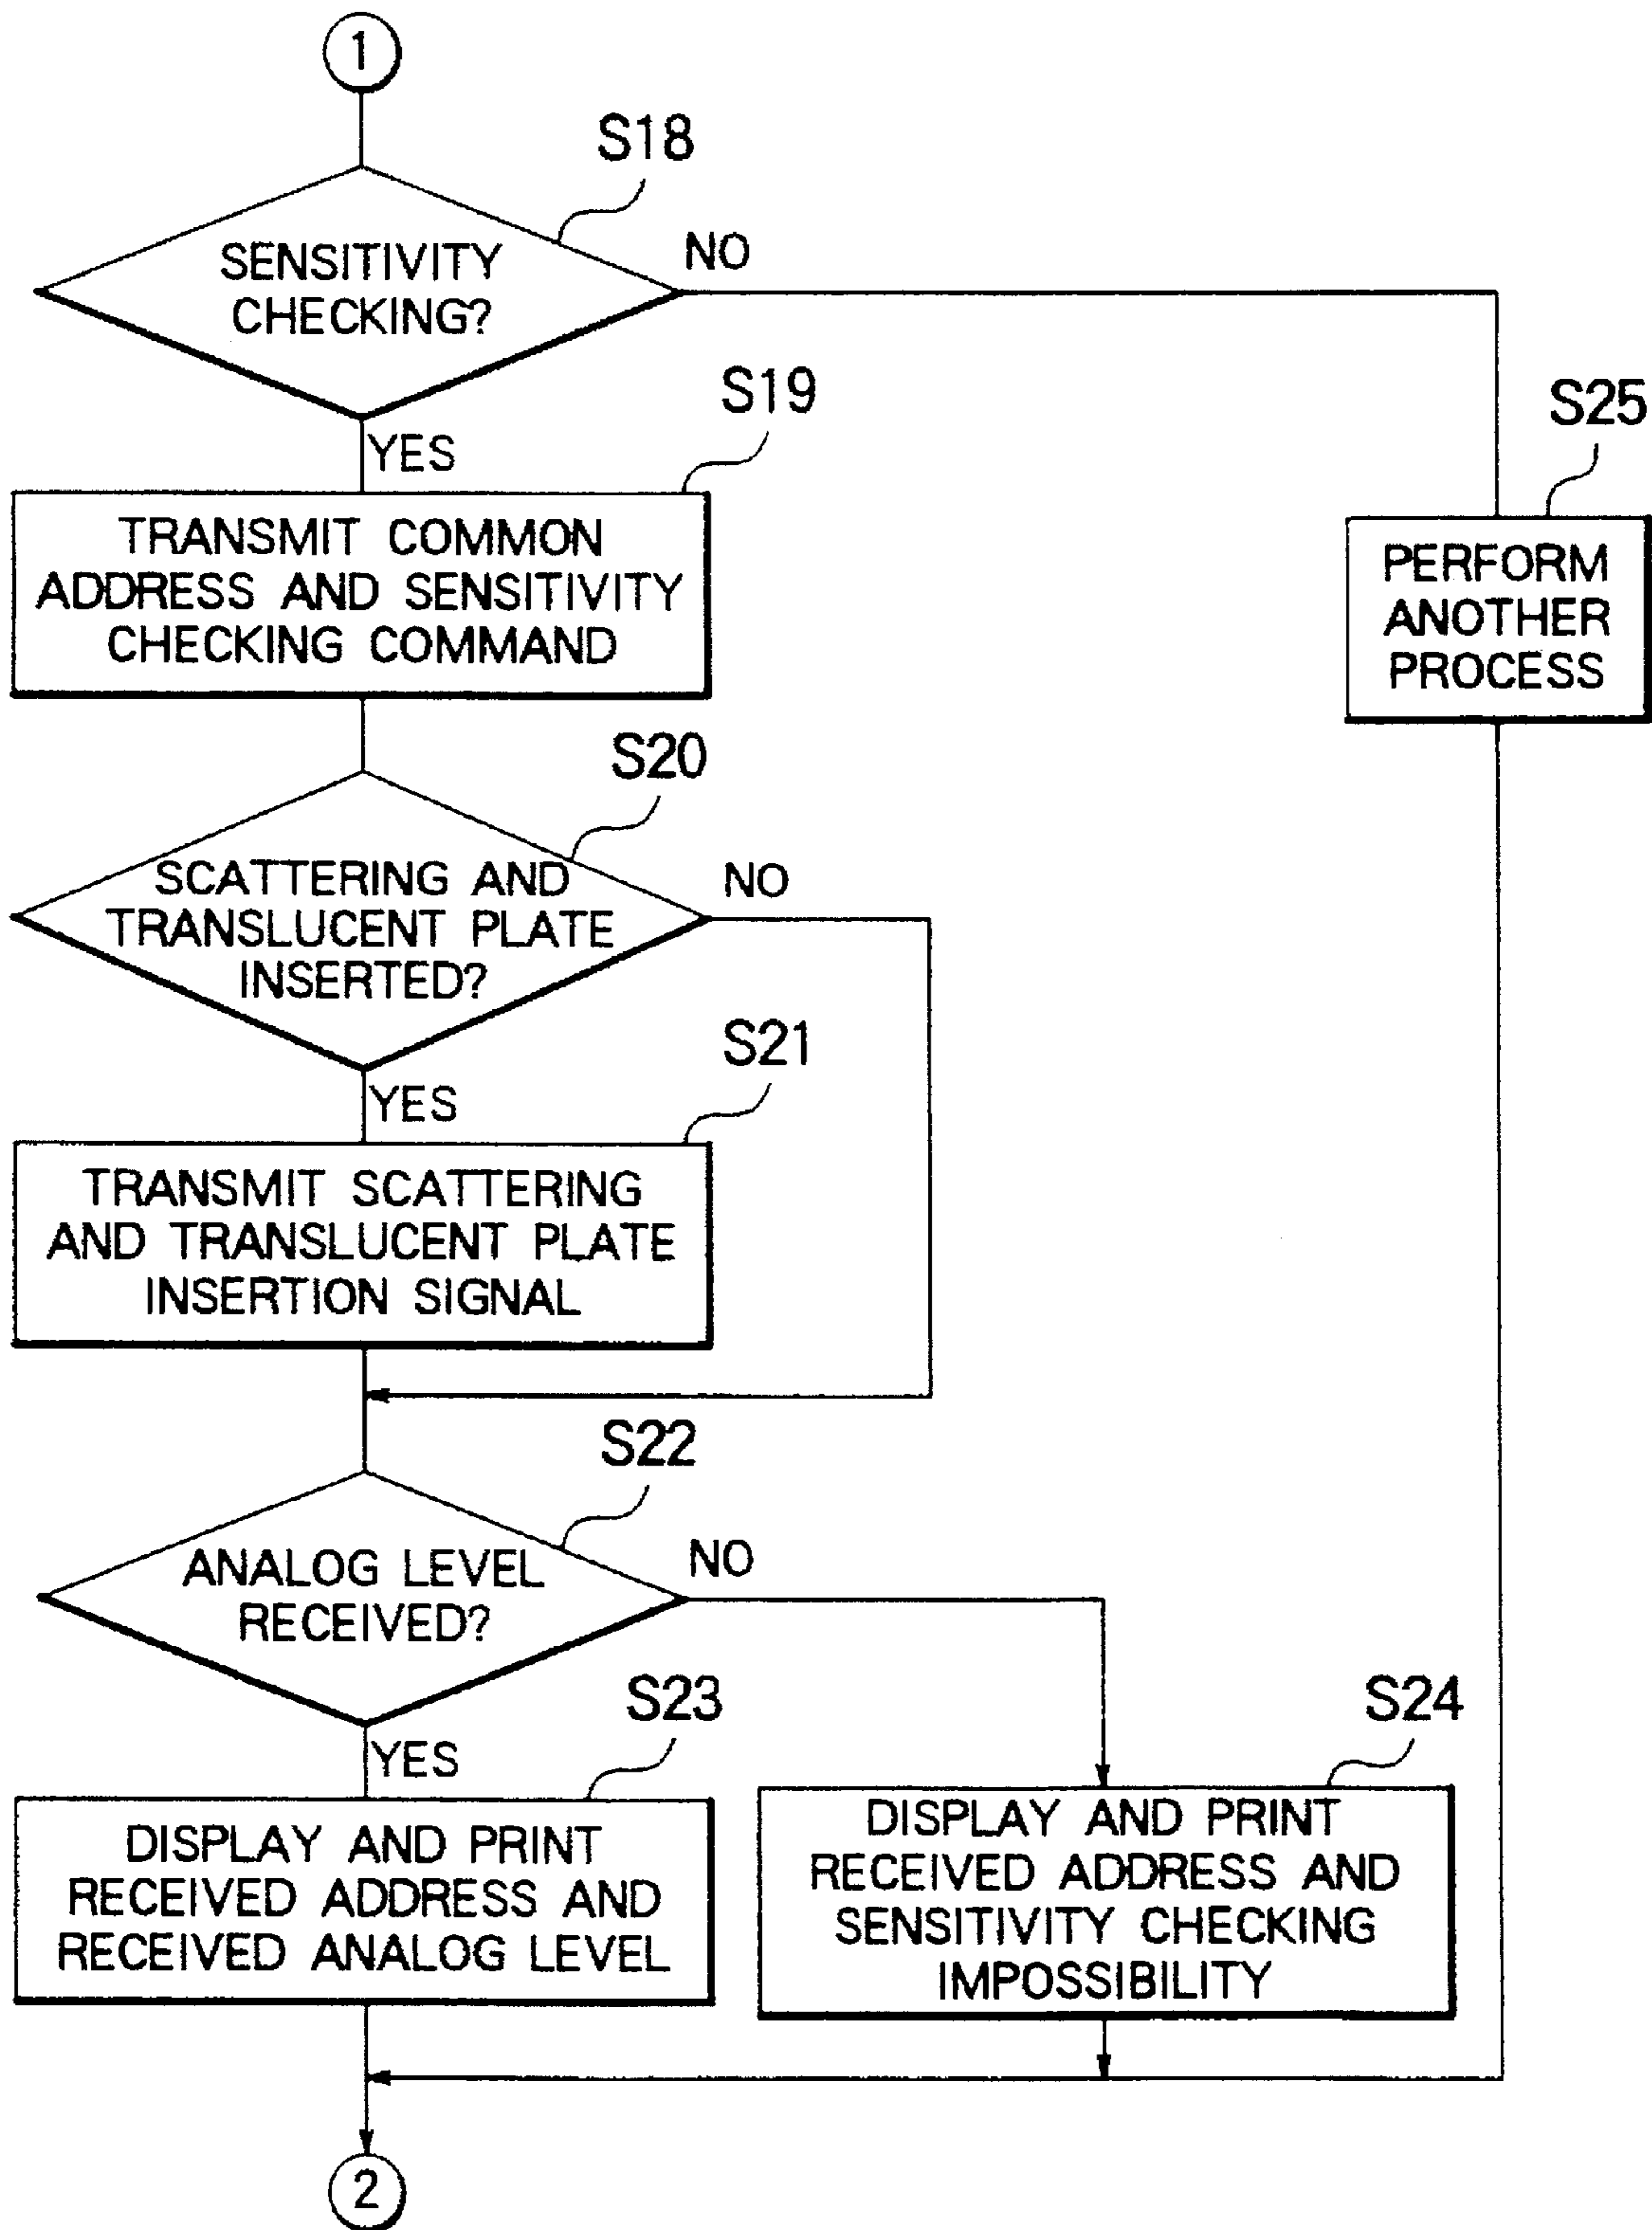 1
S18
SENSITIVITY
CHECKING?
NO
YES
S19
TRANSMIT COMMON
ADDRESS AND SENSITIVITY
CHECKING COMMAND
S25
PERFORM
ANOTHER
PROCESS
S20
SCATTERING AND
TRANSLUCENT PLATE
INSERTED?
NO
YES
S21
TRANSMIT SCATTERING
AND TRANSLUCENT PLATE
INSERTION SIGNAL
S22
ANALOG LEVEL
RECEIVED?
NO
YES
S23
DISPLAY AND PRINT
RECEIVED ADDRESS AND
RECEIVED ANALOG LEVEL
S24
DISPLAY AND PRINT
RECEIVED ADDRESS AND
SENSITIVITY CHECKING
IMPOSSIBILITY
2